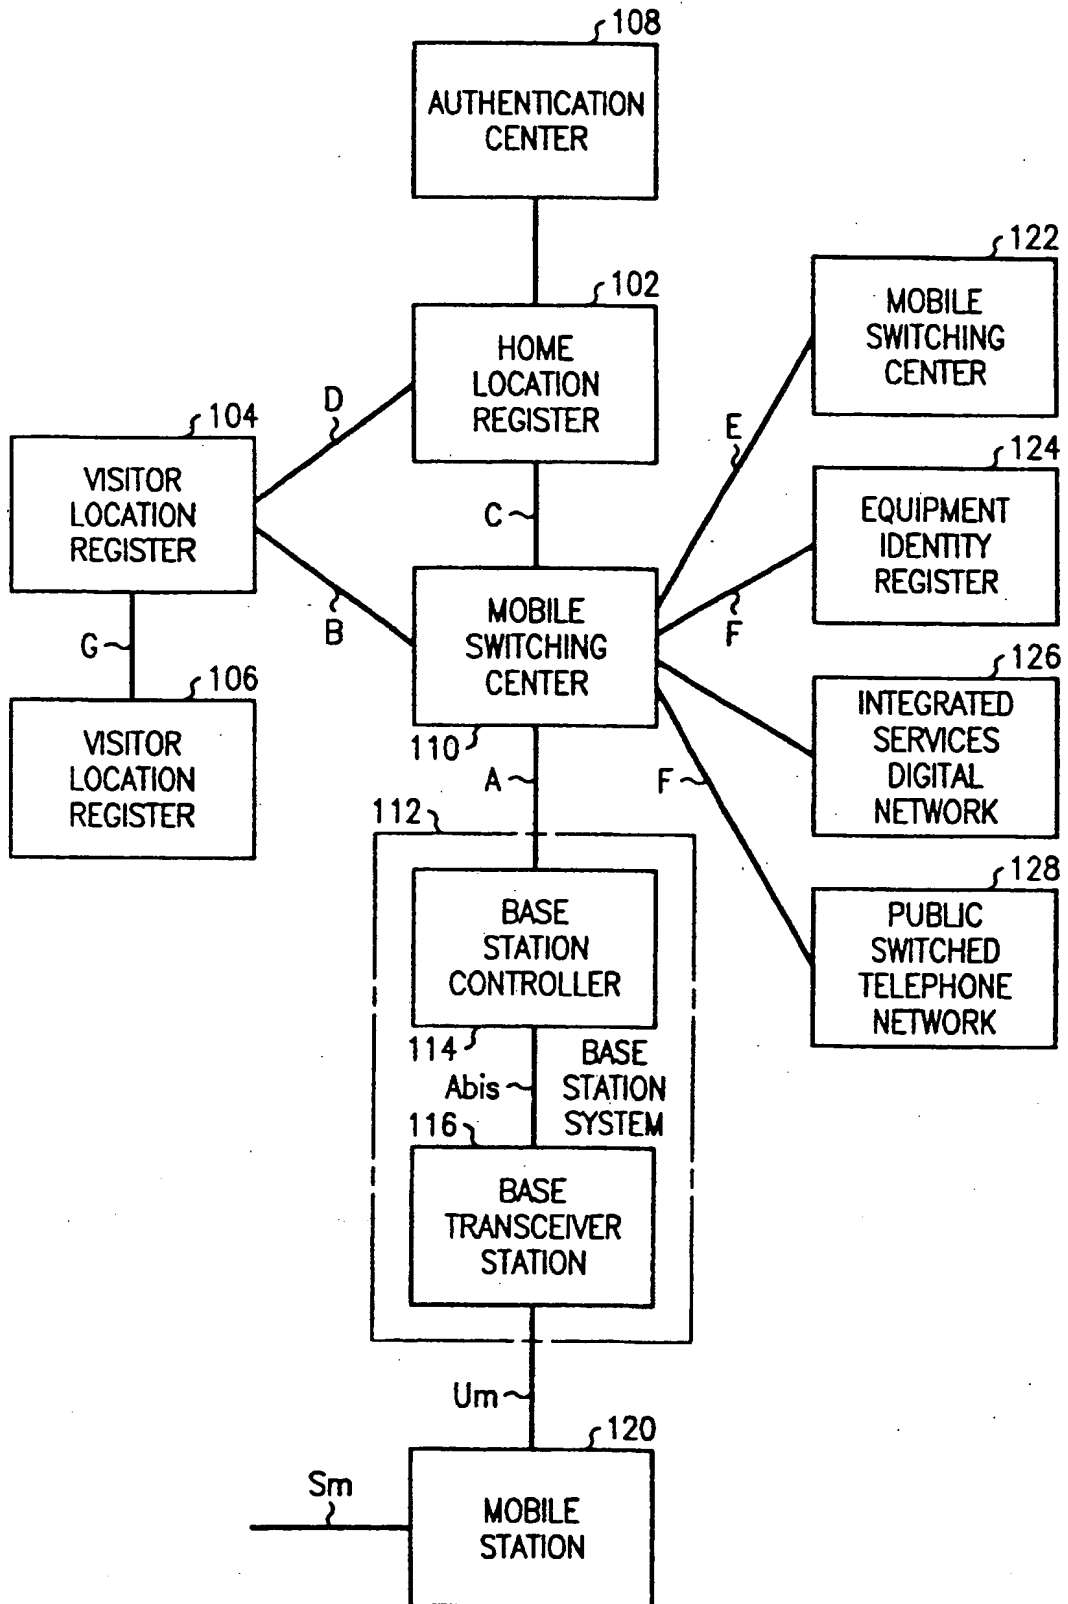 108
AUTHENTICATION
CENTER
102
HOME
LOCATION
REGISTER
122
MOBILE
SWITCHING
CENTER
D
E
104
VISITOR
LOCATION
REGISTER
C
124
EQUIPMENT
IDENTITY
REGISTER
B
F
G
MOBILE
SWITCHING
CENTER
110
106
VISITOR
LOCATION
REGISTER
126
INTEGRATED
SERVICES
DIGITAL
NETWORK
A
F
112
128
PUBLIC
SWITCHED
TELEPHONE
NETWORK
BASE
STATION
CONTROLLER
114
Abis
BASE
STATION
SYSTEM
116
BASE
TRANSCEIVER
STATION
Um
120
Sm
MOBILE
STATION